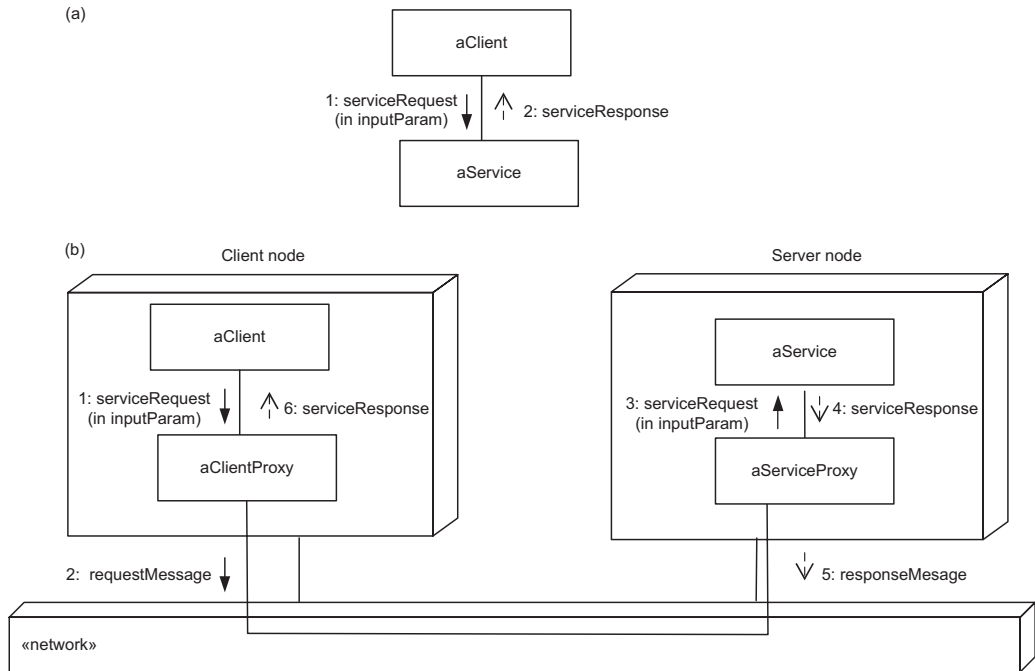 (a)
aClient
1: serviceRequest
(in inputParam)
2: serviceResponse
aService
(b)
Client node
Server node
aClient
aService
1: serviceRequest
(in inputParam)
6: serviceResponse
3: serviceRequest
(in inputParam)
4: serviceResponse
aClientProxy
aServiceProxy
2: requestMessage
5: responseMesage
«network»